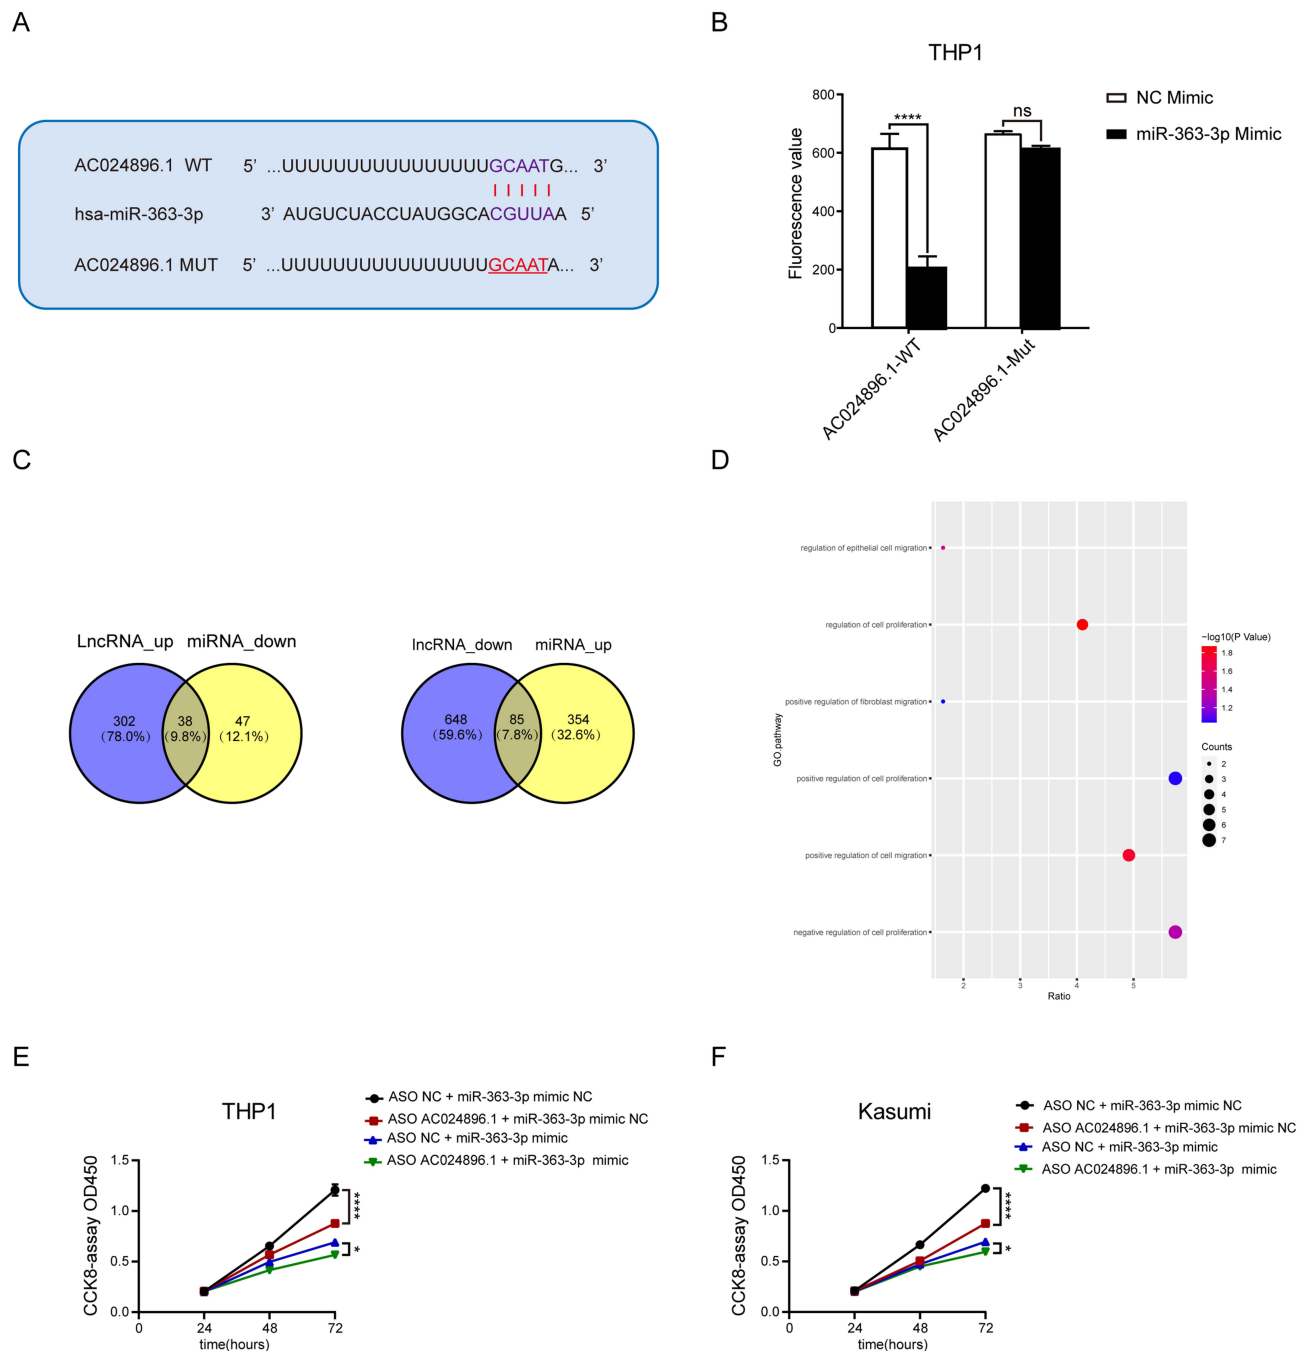 A
AC024896.1 WT 5’ ...UUUUUUUUUUUUUUUUGCAATG... 3’
hsa-miR-363-3p 3’ AUGUCUACCUAUGGCACGUUAA 5’
AC024896.1 MUT 5’ ...UUUUUUUUUUUUUUUUGCAATA... 3’
B
THP1
NC Mimic
miR-363-3p Mimic
Fluorescence value
800
600
400
200
0
****
ns
AC024896.1-WT
AC024896.1-Mut
C
LncRNA_up miRNA_down
302 38 47
(78.0%) (9.8%) (12.1%)
lncRNA_down miRNA_up
648 85 354
(59.6%) (7.8%) (32.6%)
D
GO.pathway
regulation of epithelial cell migration
regulation of cell proliferation
positive regulation of fibroblast migration
positive regulation of cell proliferation
positive regulation of cell migration
negative regulation of cell proliferation
2 3 4 5
Ratio
−log10(P Value)
1.8
1.6
1.4
1.2
Counts
2
3
4
5
6
7
E
THP1
ASO NC + miR-363-3p mimic NC
ASO AC024896.1 + miR-363-3p mimic NC
ASO NC + miR-363-3p mimic
ASO AC024896.1 + miR-363-3p mimic
CCK8-assay OD450
1.5
1.0
0.5
0.0
****
*
0 24 48 72
time(hours)
F
Kasumi
ASO NC + miR-363-3p mimic NC
ASO AC024896.1 + miR-363-3p mimic NC
ASO NC + miR-363-3p mimic
ASO AC024896.1 + miR-363-3p mimic
CCK8-assay OD450
1.5
1.0
0.5
0.0
****
*
0 24 48 72
time(hours)